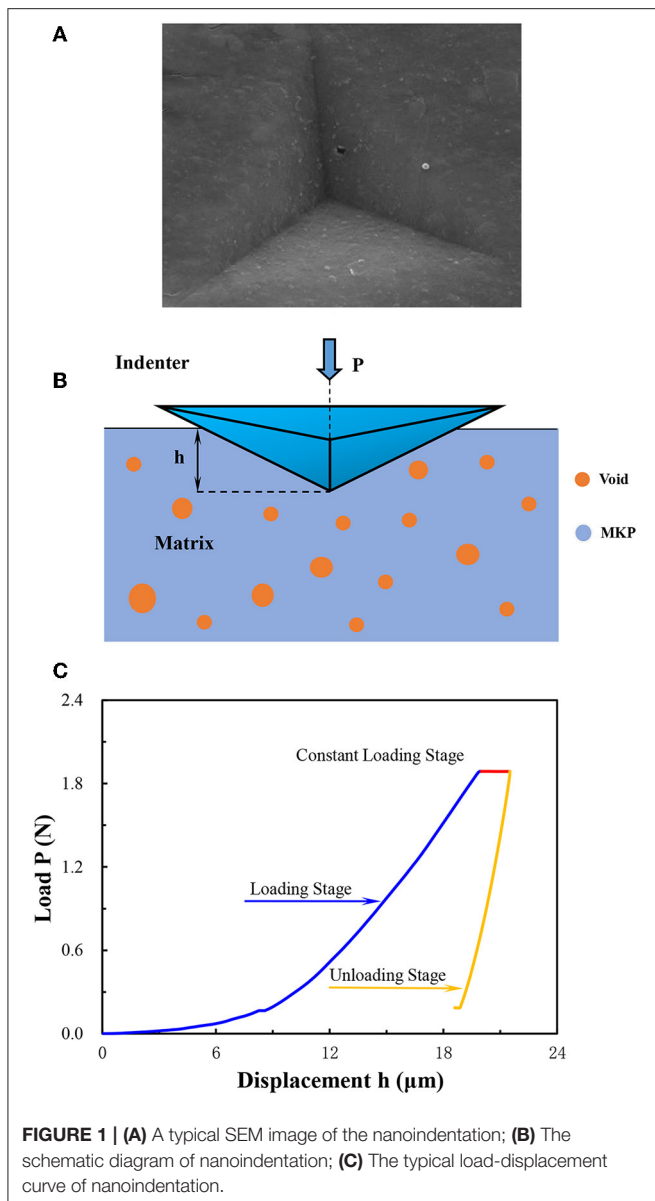 A
Indenter
P
B
h
Void
Matrix
MKP
C
2.4
Constant Loading Stage
1.8
Load P (N)
1.2
Loading Stage
0.6
Unloading Stage
0.0
0 6 12 18 24
Displacement h (μm)
FIGURE 1 | (A) A typical SEM image of the nanoindentation; (B) The
schematic diagram of nanoindentation; (C) The typical load-displacement
curve of nanoindentation.